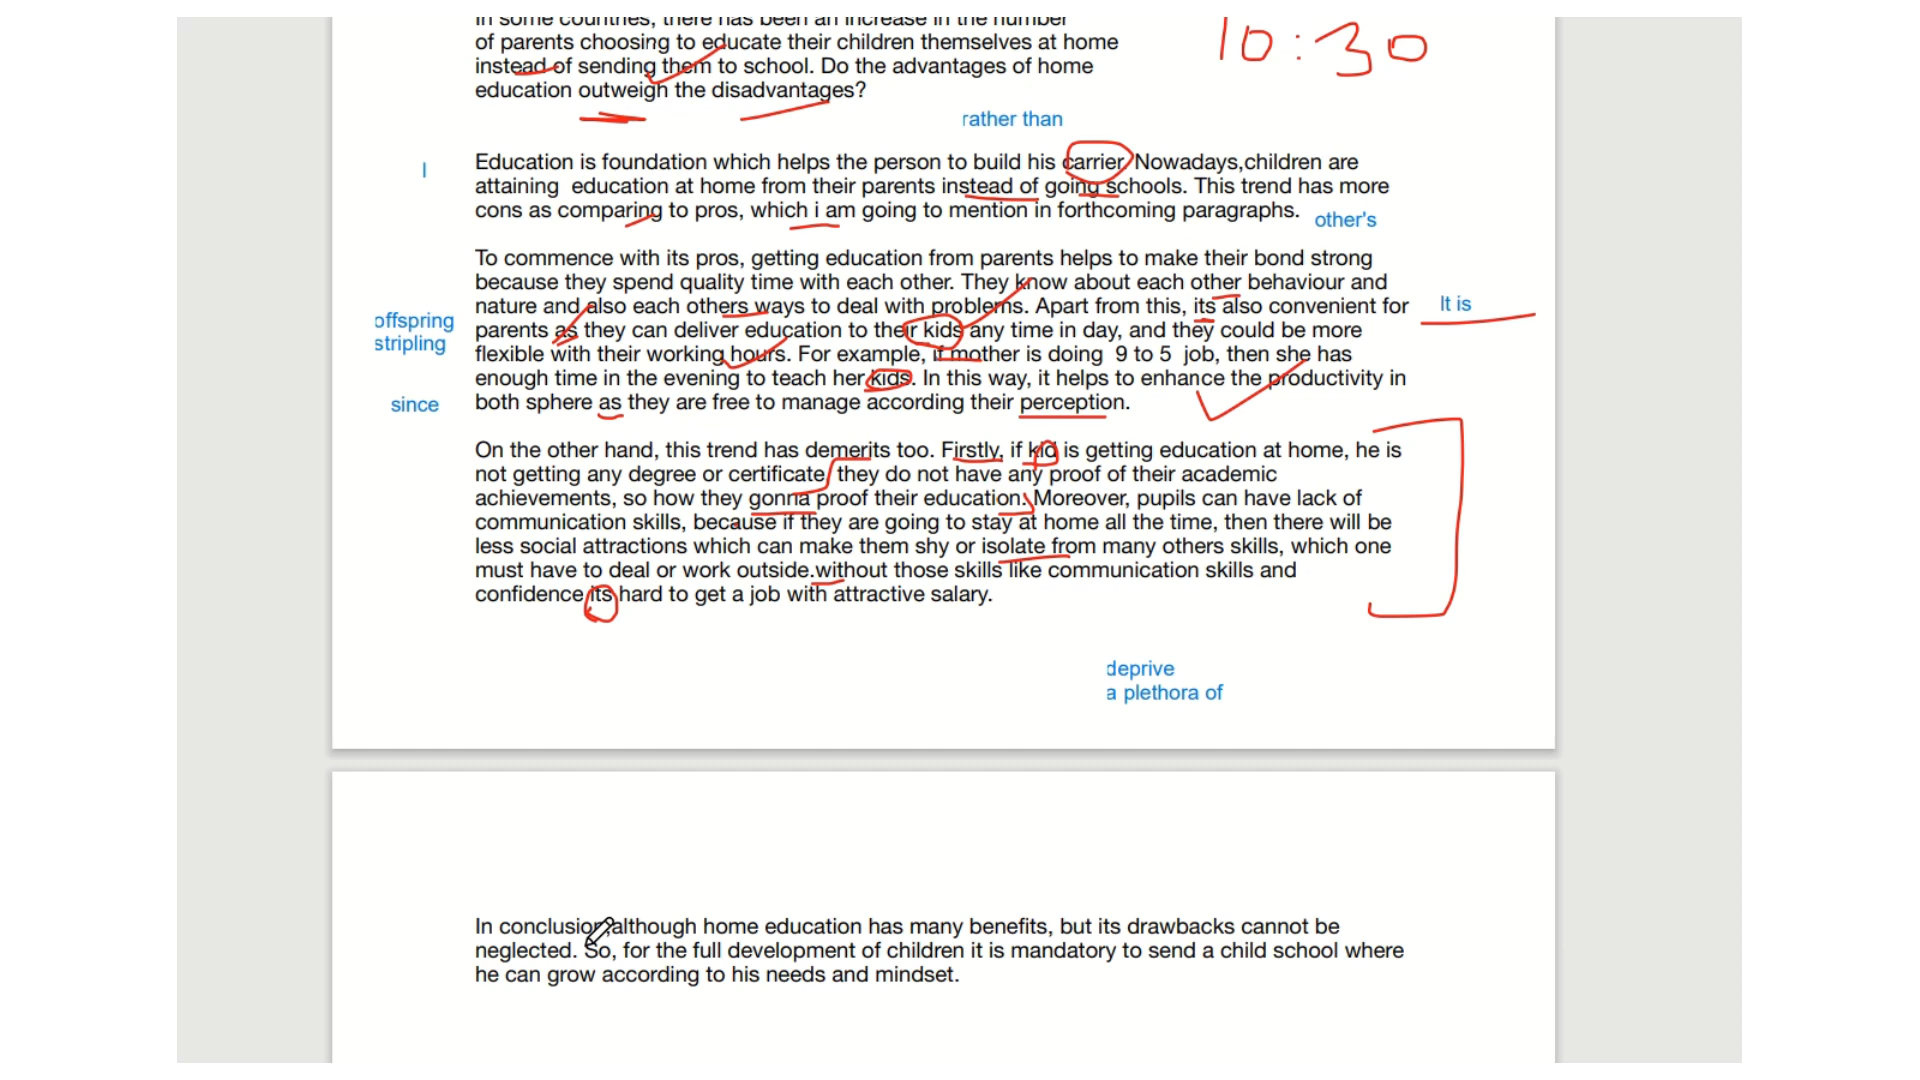 In some countries, there has been an increase in the number
of parents choosing to educate their children themselves at home
instead of sending them to school. Do the advantages of home
education outweigh the disadvantages?
10:30
rather than
I
Education is foundation which helps the person to build his carrier Nowadays,children are
attaining education at home from their parents instead of going schools. This trend has more
cons as comparing to pros, which i am going to mention in forthcoming paragraphs.
other's
To commence with its pros, getting education from parents helps to make their bond strong
because they spend quality time with each other. They know about each other behaviour and
nature and also each others ways to deal with problems. Apart from this, its also convenient for
It is
offspring
stripling
parents as they can deliver education to their kids any time in day, and they could be more
flexible with their working hours. For example, if mother is doing 9 to 5 job, then she has
enough time in the evening to teach her kids. In this way, it helps to enhance the productivity in
since
both sphere as they are free to manage according their perception.
On the other hand, this trend has demerits too. Firstly, if kid is getting education at home, he is
not getting any degree or certificate, they do not have any proof of their academic
achievements, so how they gonna proof their education. Moreover, pupils can have lack of
communication skills, because if they are going to stay at home all the time, then there will be
less social attractions which can make them shy or isolate from many others skills, which one
must have to deal or work outside.without those skills like communication skills and
confidence its hard to get a job with attractive salary.
deprive
a plethora of
In conclusion,although home education has many benefits, but its drawbacks cannot be
neglected. So, for the full development of children it is mandatory to send a child school where
he can grow according to his needs and mindset.